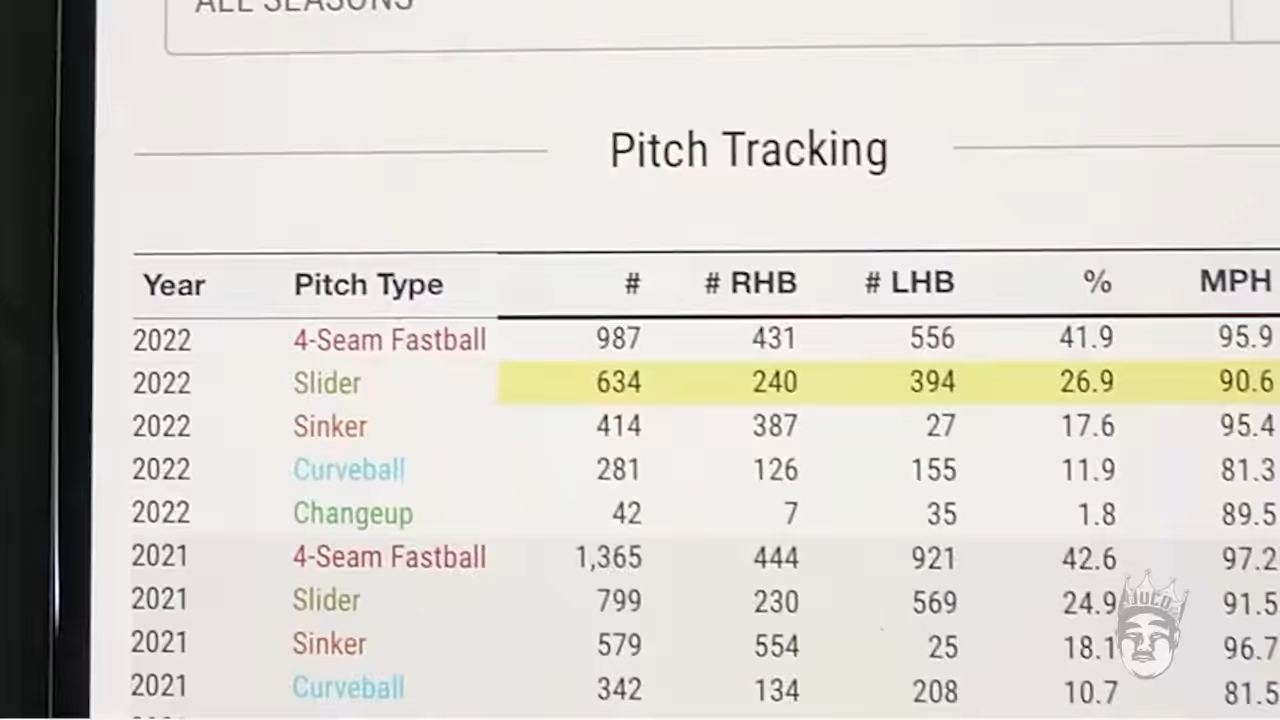 ALL SEASONS
Pitch Tracking
Year Pitch Type # # RHB # LHB % MPH
2022 4-Seam Fastball 987 431 556 41.9 95.9
2022 Slider 634 240 394 26.9 90.6
2022 Sinker 414 387 27 17.6 95.4
2022 Curveball 281 126 155 11.9 81.3
2022 Changeup 42 7 35 1.8 89.5
2021 4-Seam Fastball 1,365 444 921 42.6 97.2
2021 Slider 799 230 569 24.9 91.5
2021 Sinker 579 554 25 18.1 96.7
2021 Curveball 342 134 208 10.7 81.5
JUCO